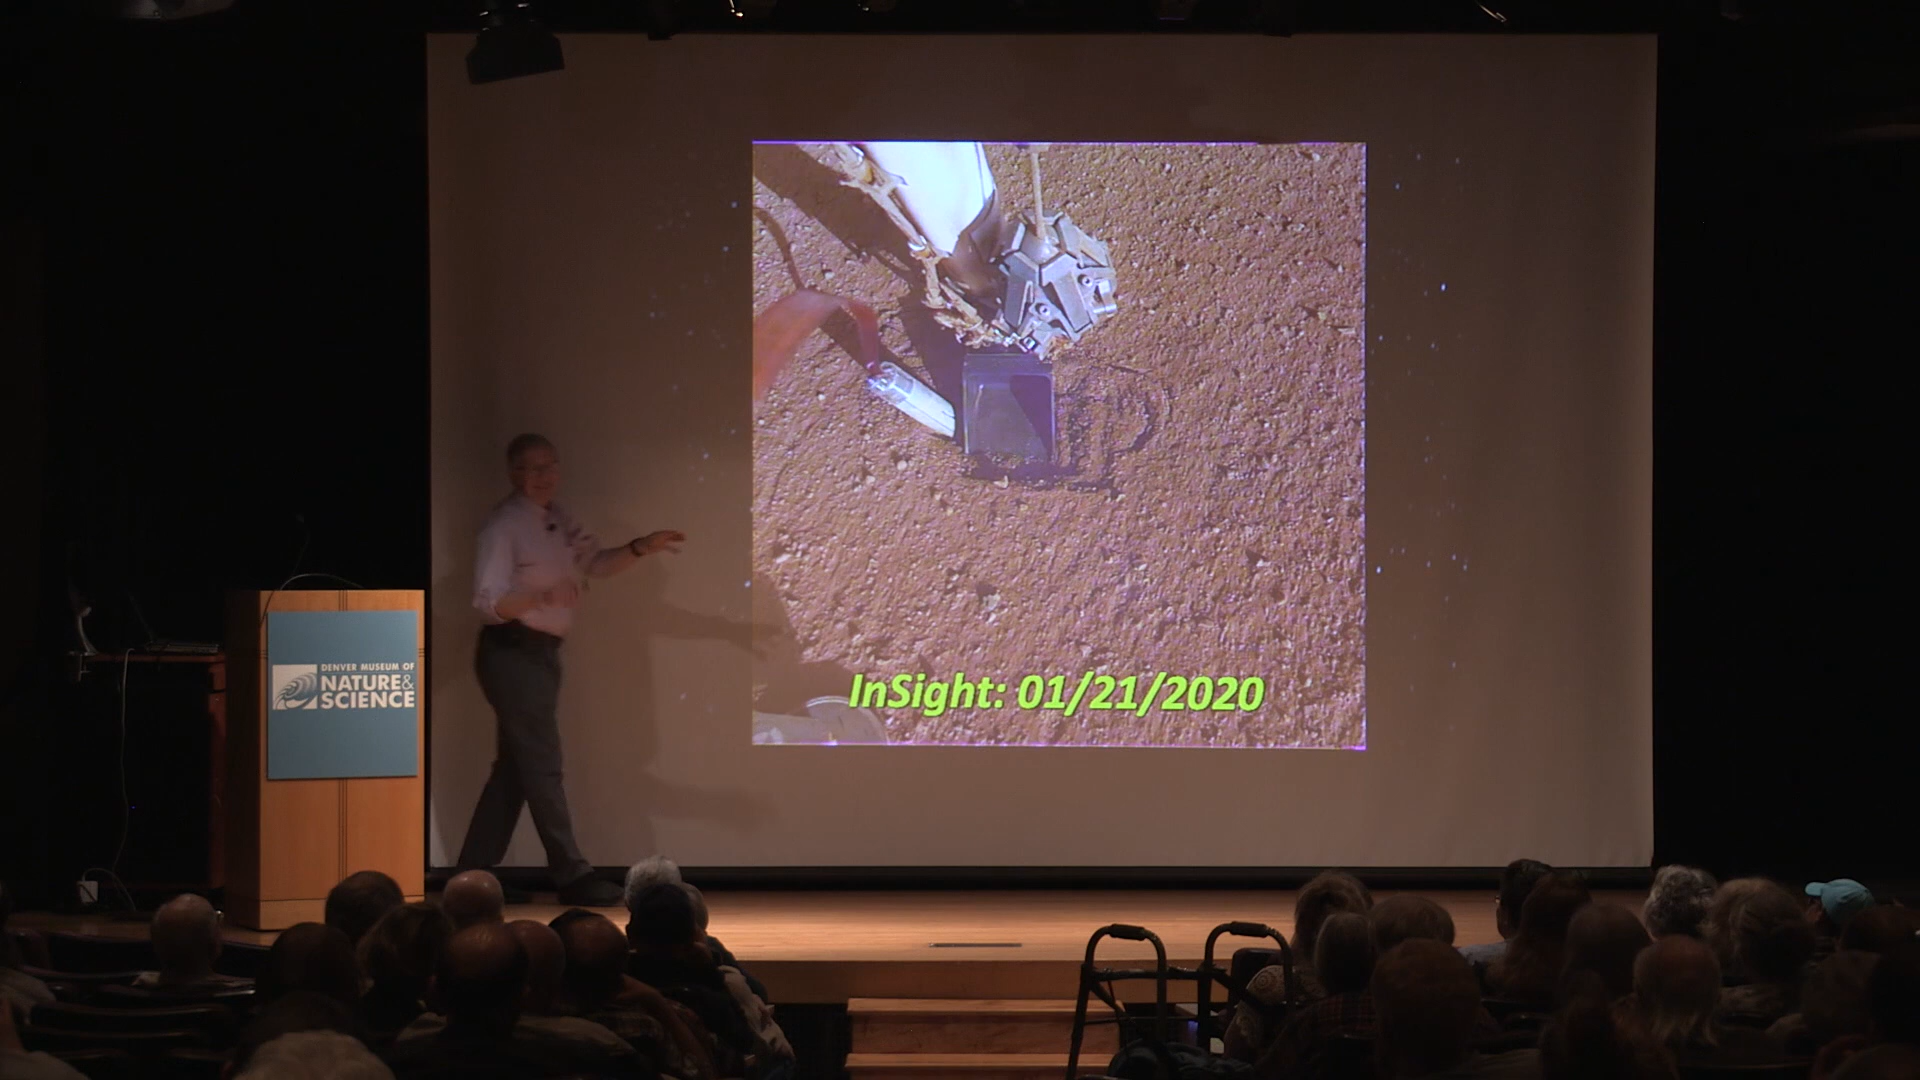 DENVER MUSEUM OF
NATURE&
SCIENCE
InSight: 01/21/2020